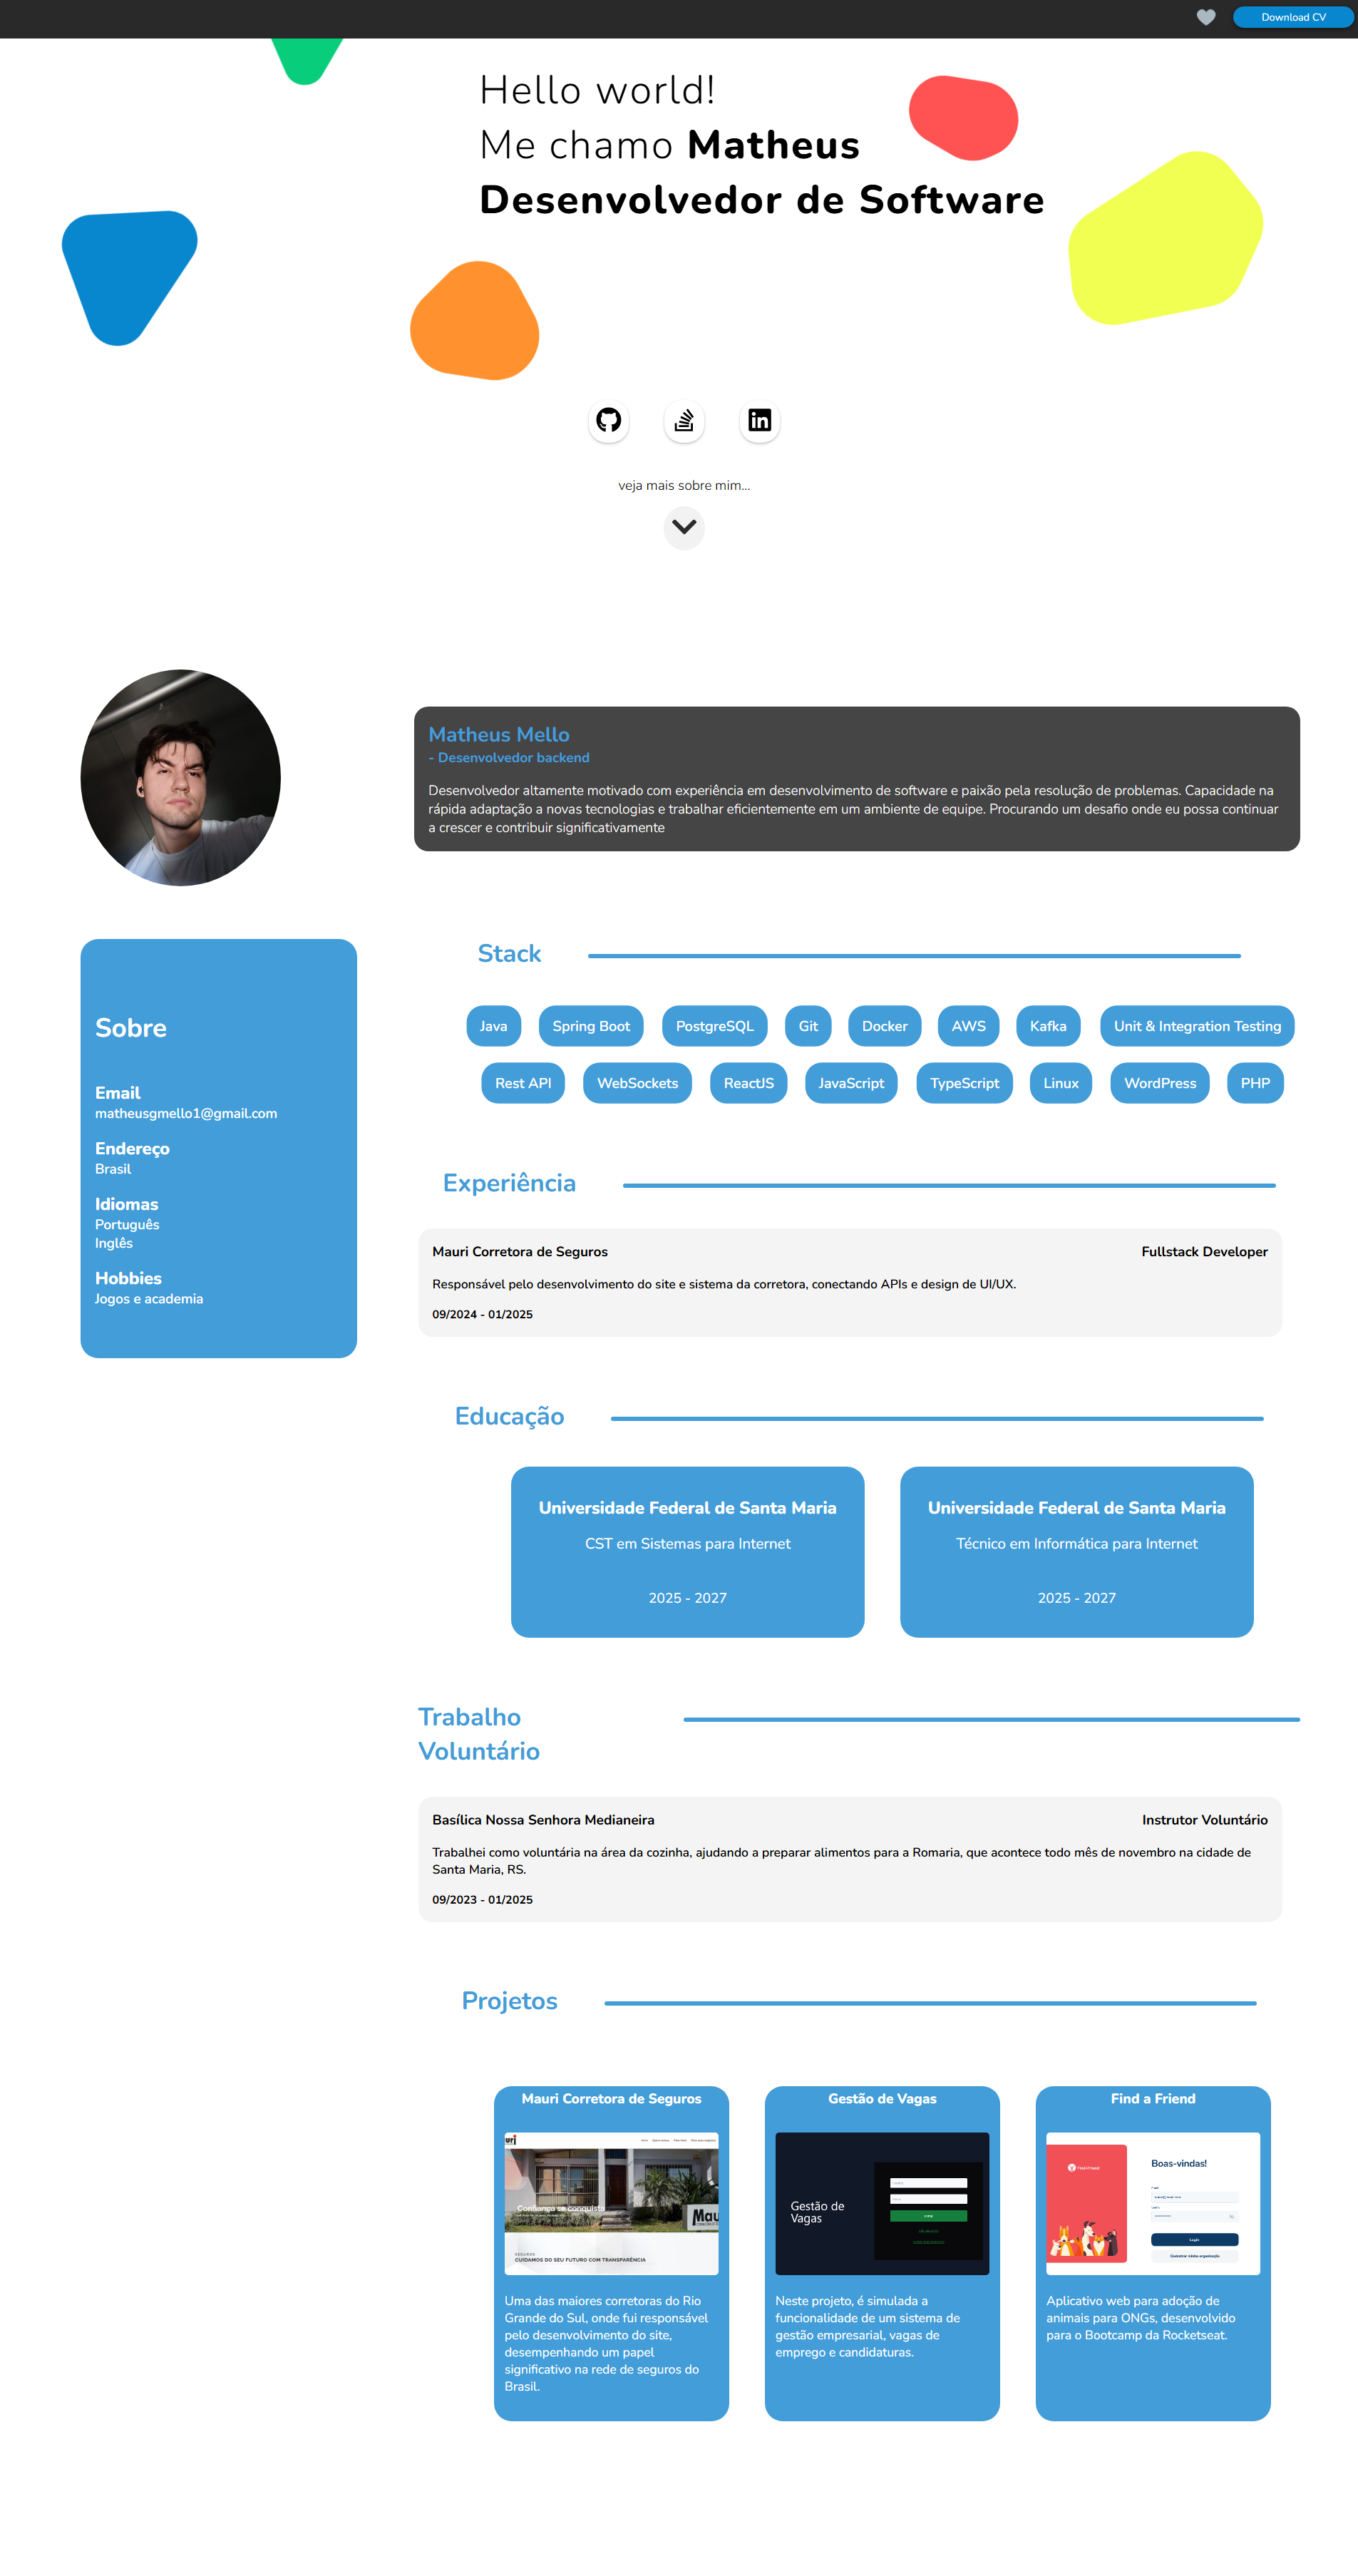 Download CV
Hello world!
Me chamo Matheus
Desenvolvedor de Software
veja mais sobre mim...
Matheus Mello
- Desenvolvedor backend
Desenvolvedor altamente motivado com experiência em desenvolvimento de software e paixão pela resolução de problemas. Capacidade na
rápida adaptação a novas tecnologias e trabalhar eficientemente em um ambiente de equipe. Procurando um desafio onde eu possa continuar
a crescer e contribuir significativamente
Sobre
Email
matheusgmello1@gmail.com
Endereço
Brasil
Idiomas
Português
Inglês
Hobbies
Jogos e academia
Stack
Java Spring Boot PostgreSQL Git Docker AWS Kafka Unit & Integration Testing
Rest API WebSockets ReactJS JavaScript TypeScript Linux WordPress PHP
Experiência
Mauri Corretora de Seguros Fullstack Developer
Responsável pelo desenvolvimento do site e sistema da corretora, conectando APIs e design de UI/UX.
09/2024 - 01/2025
Educação
Universidade Federal de Santa Maria
CST em Sistemas para Internet
2025 - 2027
Universidade Federal de Santa Maria
Técnico em Informática para Internet
2025 - 2027
Trabalho
Voluntário
Basílica Nossa Senhora Medianeira Instrutor Voluntário
Trabalhei como voluntária na área da cozinha, ajudando a preparar alimentos para a Romaria, que acontece todo mês de novembro na cidade de
Santa Maria, RS.
09/2023 - 01/2025
Projetos
Mauri Corretora de Seguros
Confiança se conquista
Mau
SEGUROS
CUIDAMOS DO SEU FUTURO COM TRANSPARÊNCIA
Uma das maiores corretoras do Rio
Grande do Sul, onde fui responsável
pelo desenvolvimento do site,
desempenhando um papel
significativo na rede de seguros do
Brasil.
Gestão de Vagas
Gestão de
Vagas
Neste projeto, é simulada a
funcionalidade de um sistema de
gestão empresarial, vagas de
emprego e candidaturas.
Find a Friend
Boas-vindas!
Login
Cadastrar minha organização
Aplicativo web para adoção de
animais para ONGs, desenvolvido
para o Bootcamp da Rocketseat.